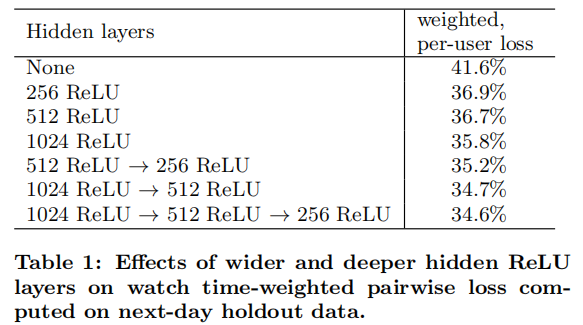 Hidden layers
weighted,
per-user loss
None 41.6%
256 ReLU 36.9%
512 ReLU 36.7%
1024 ReLU 35.8%
512 ReLU → 256 ReLU 35.2%
1024 ReLU → 512 ReLU 34.7%
1024 ReLU → 512 ReLU → 256 ReLU 34.6%
Table 1: Effects of wider and deeper hidden ReLU
layers on watch time-weighted pairwise loss com-
puted on next-day holdout data.